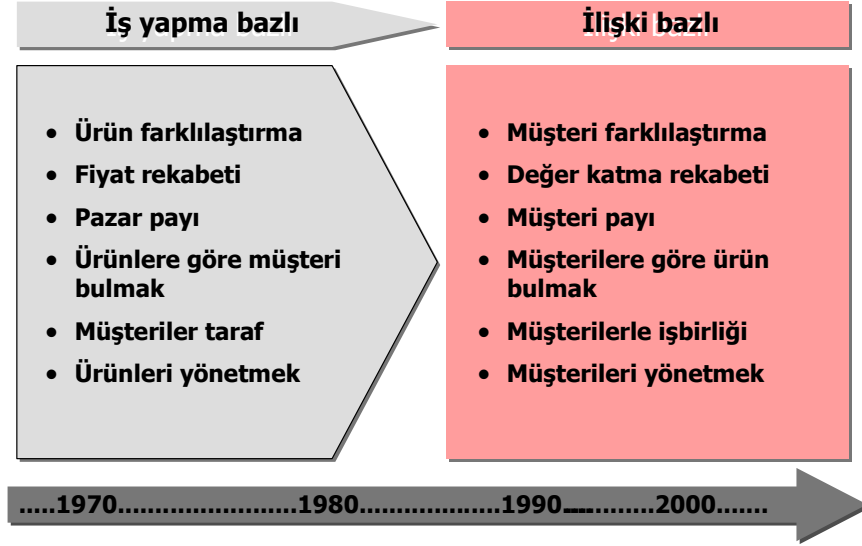 İş yapma bazlı
İlişki bazlı
• Ürün farklılaştırma
• Fiyat rekabeti
• Pazar payı
• Ürünlere göre müşteri
bulmak
• Müşteriler taraf
• Ürünleri yönetmek
• Müşteri farklılaştırma
• Değer katma rekabeti
• Müşteri payı
• Müşterilere göre ürün
bulmak
• Müşterilerle işbirliği
• Müşterileri yönetmek
.....1970.......................1980..................1990...............2000.......